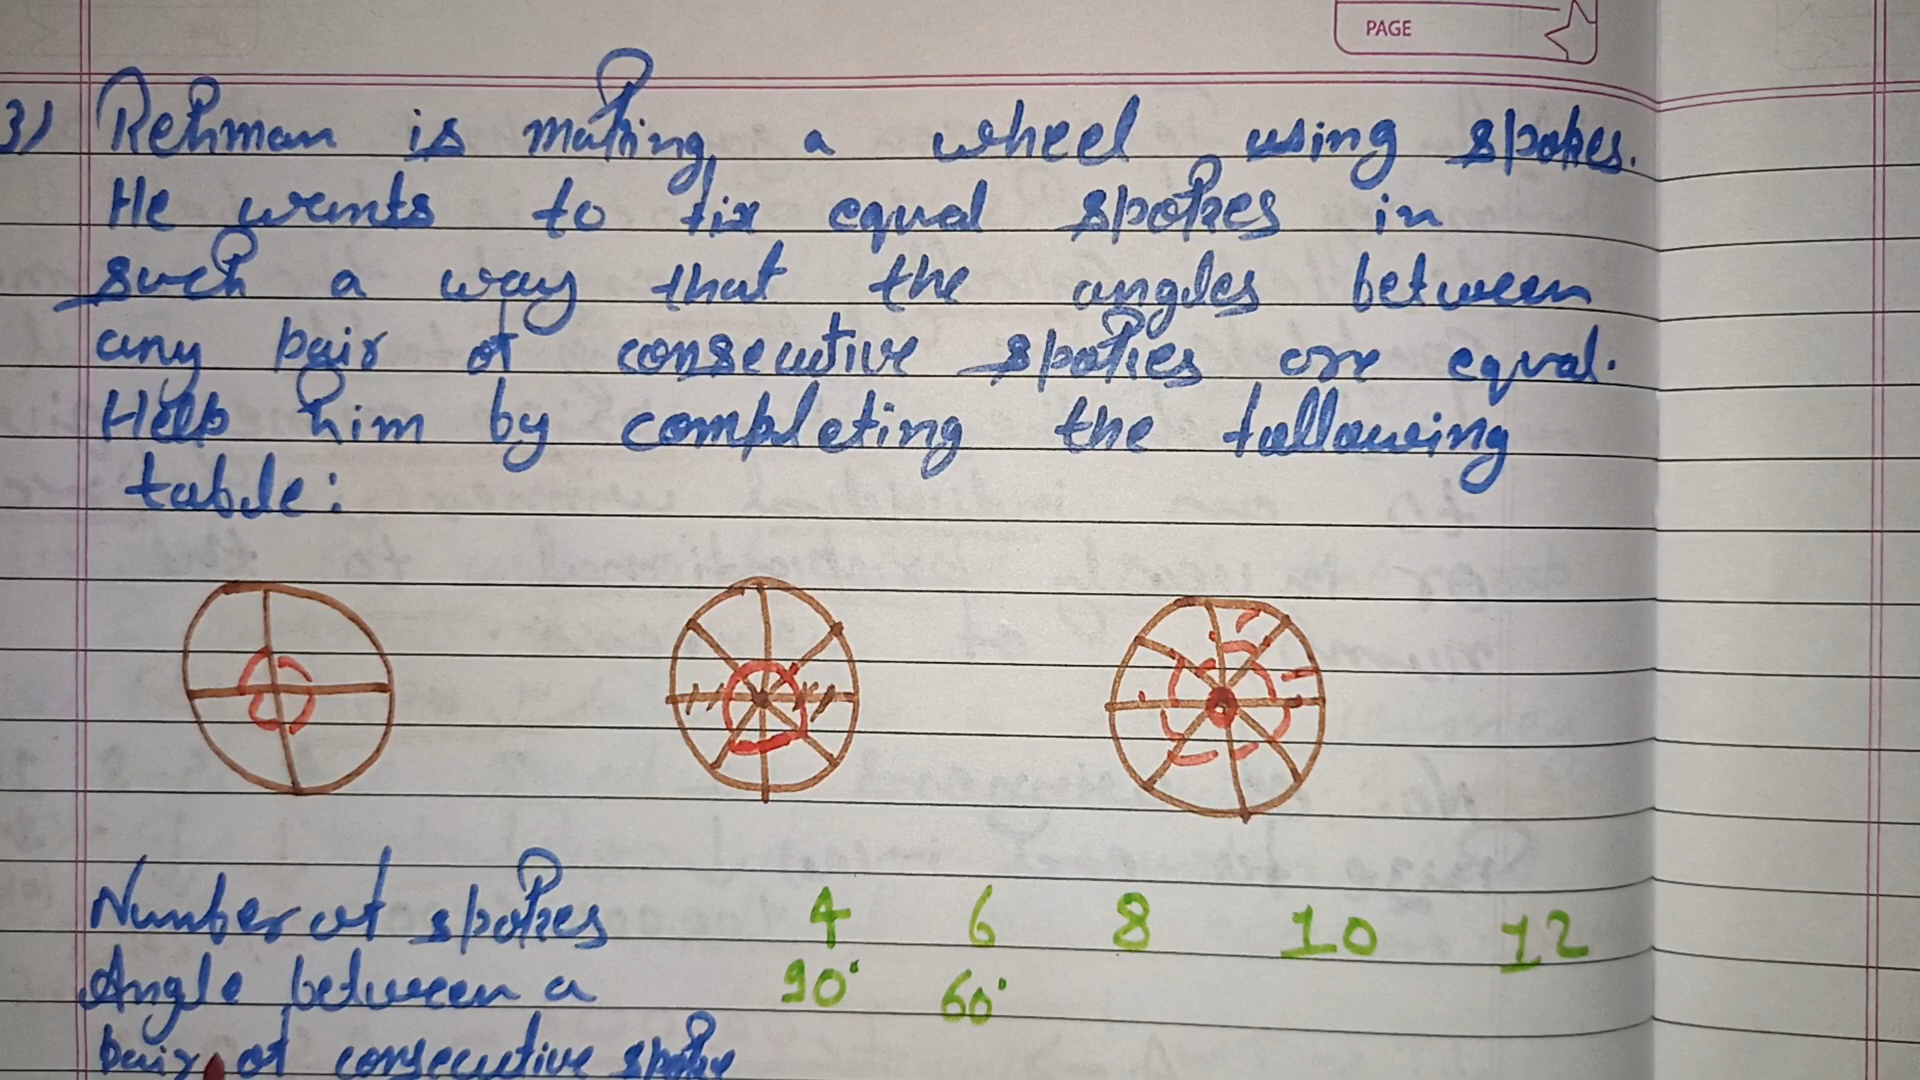 PAGE
3) Rehman is making a wheel using spokes.
He wants to fix equal spokes in
such a way that the angles between
any pair of consecutive spokes are equal.
Help him by completing the following
table:
Number of spokes 4 6 8 10 12
Angle between a 90° 60°
pair of consecutive spoke